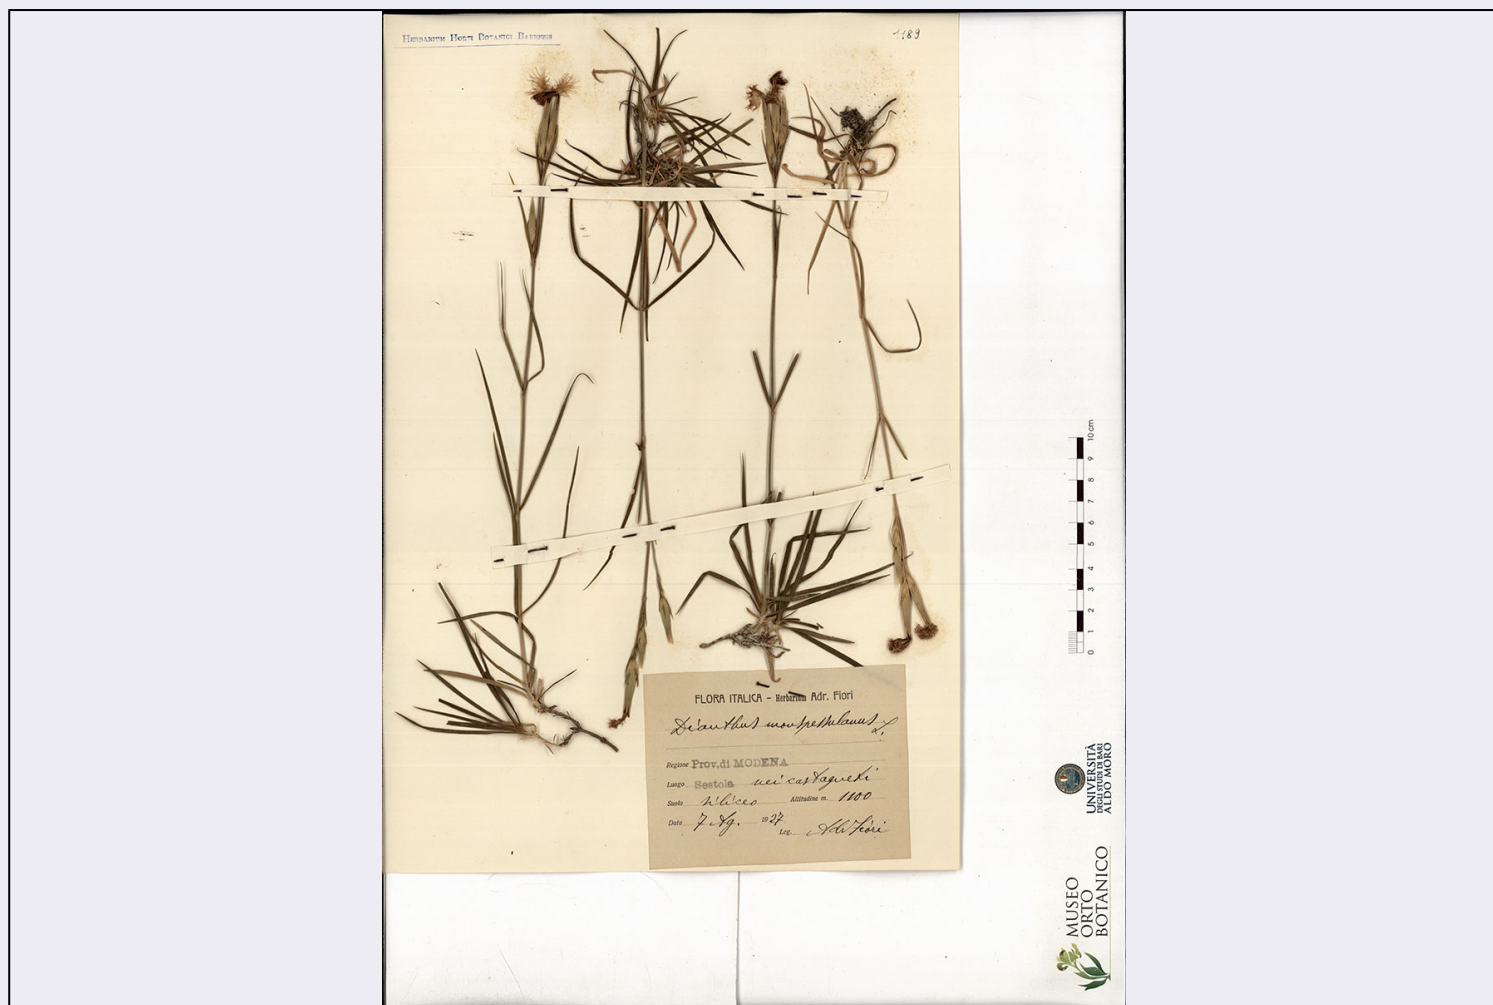 HERBARIUM HORTI BOTANICI BARENSIS
1189
FLORA ITALICA - Herbarium Adr. Fiori
Dianthus monspessulanus L.
Regione Prov. di MODENA
Luogo Sestola nei castagneti
Suolo siliceo Altitudine m. 1100
Data 7 Ag. 1927
Leg. Adr Fiori
10 cm
9
8
7
6
5
4
3
2
1
0
UNIVERSITÀ
DEGLI STUDI DI BARI
ALDO MORO
MUSEO
ORTO
BOTANICO